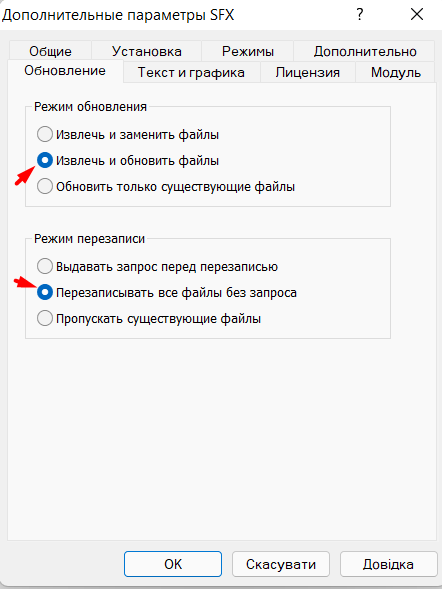 Дополнительные параметры SFX ?
Общие Установка Режимы Дополнительно
Обновление Текст и графика Лицензия Модуль
Режим обновления
Извлечь и заменить файлы
Извлечь и обновить файлы
Обновить только существующие файлы
Режим перезаписи
Выдавать запрос перед перезаписью
Перезаписывать все файлы без запроса
Пропускать существующие файлы
OK Скасувати Довідка